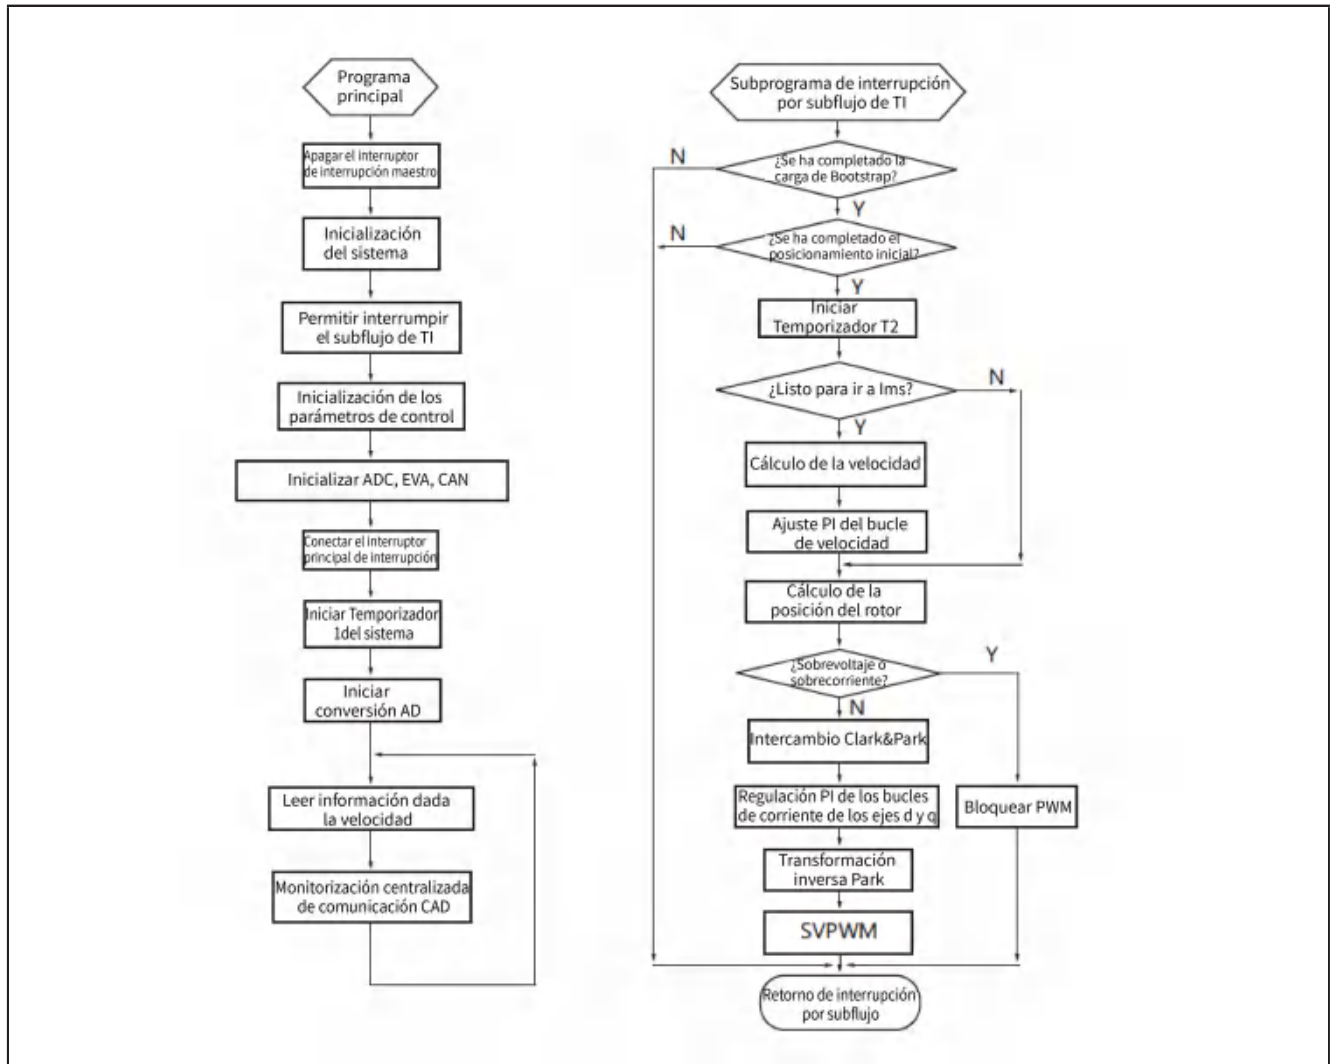 Programa
principal
Apagar el interruptor
de interrupción maestro
Inicialización
del sistema
Permitir interrumpir
el subflujo de TI
Inicialización de los
parámetros de control
Inicializar ADC, EVA, CAN
Conectar el interruptor
principal de interrupción
Iniciar Temporizador
1del sistema
Iniciar
conversión AD
Leer información dada
la velocidad
Monitorización centralizada
de comunicación CAD
Subprograma de interrupción
por subflujo de TI
¿Se ha completado la
carga de Bootstrap?
N
Y
¿Se ha completado el
posicionamiento inicial?
N
Y
Iniciar
Temporizador T2
¿Listo para ir a Ims?
N
Y
Cálculo de la velocidad
Ajuste PI del bucle
de velocidad
Cálculo de la
posición del rotor
¿Sobrevoltaje o
sobrecorriente?
Y
N
Intercambio Clark&Park
Regulación PI de los bucles
de corriente de los ejes d y q
Bloquear PWM
Transformación
inversa Park
SVPWM
Retorno de interrupción
por subflujo